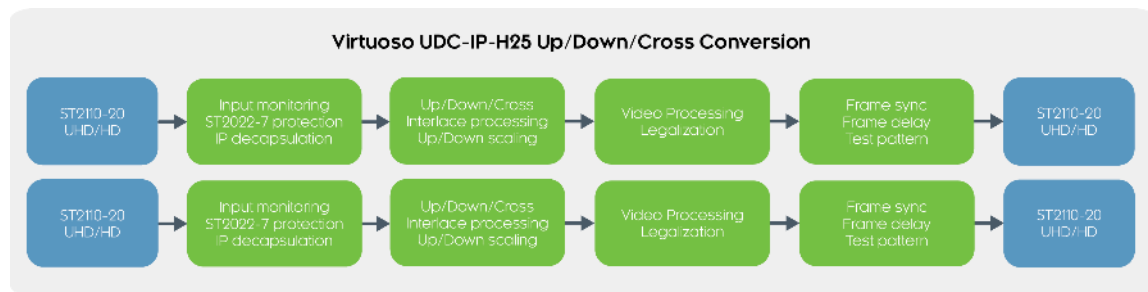 Virtuoso UDC-IP-H25 Up/Down/Cross Conversion
ST2110-20
UHD/HD
Input monitoring
ST2022-7 protection
IP decapsulation
Up/Down/Cross
Interlace processing
Up/Down scaling
Video Processing
Legalization
Frame sync
Frame delay
Test pattern
ST2110-20
UHD/HD
ST2110-20
UHD/HD
Input monitoring
ST2022-7 protection
IP decapsulation
Up/Down/Cross
Interlace processing
Up/Down scaling
Video Processing
Legalization
Frame sync
Frame delay
Test pattern
ST2110-20
UHD/HD